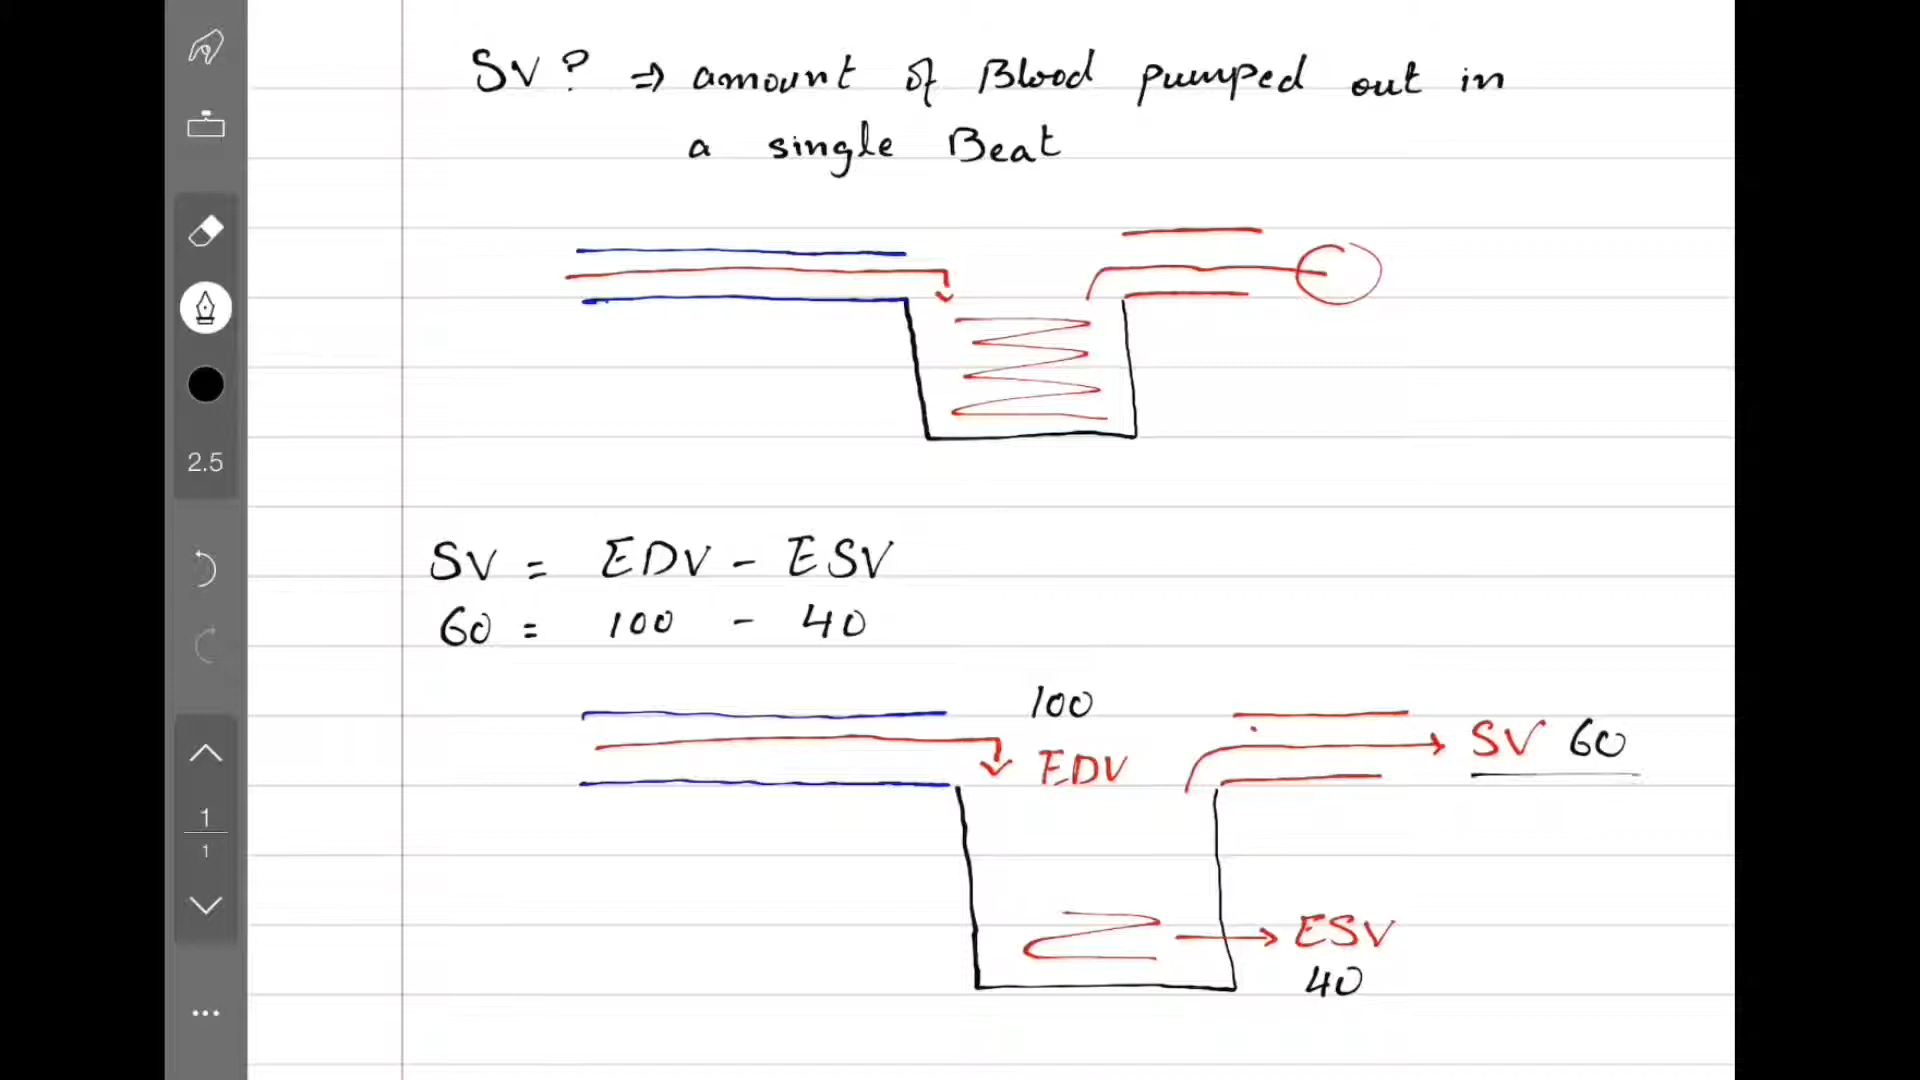 SV? ⇒ amount of Blood pumped out in
a single Beat
SV = EDV - ESV
60 = 100 - 40
100
EDV
SV 60
ESV
40
2.5
1
1